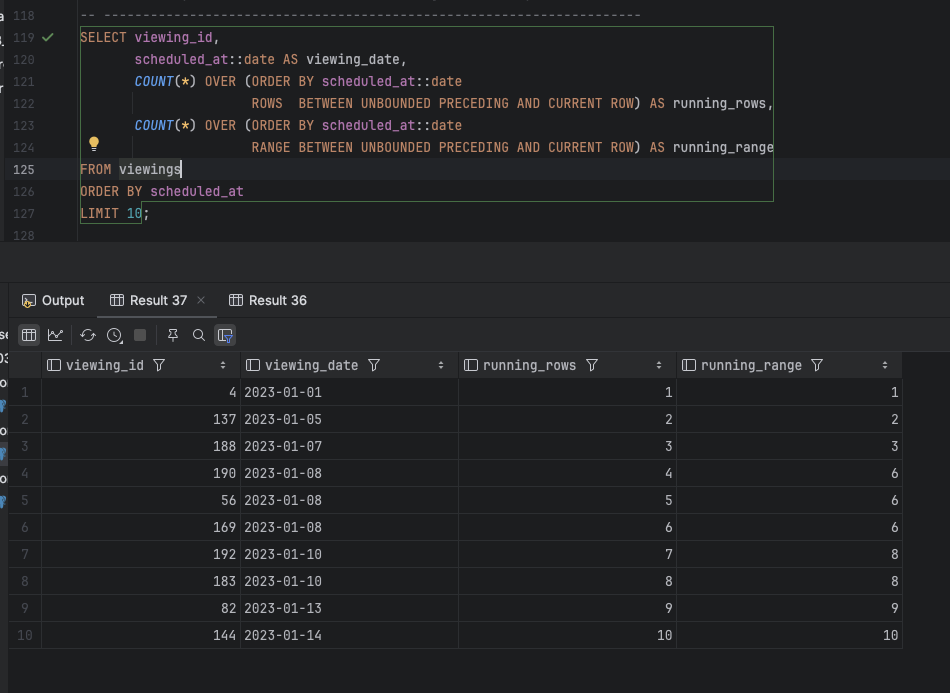 118 -- ---------------------------------------------------------------------
119 SELECT viewing_id,
120 scheduled_at::date AS viewing_date,
121 COUNT(*) OVER (ORDER BY scheduled_at::date
122 ROWS  BETWEEN UNBOUNDED PRECEDING AND CURRENT ROW) AS running_rows,
123 COUNT(*) OVER (ORDER BY scheduled_at::date
124 RANGE BETWEEN UNBOUNDED PRECEDING AND CURRENT ROW) AS running_range
125 FROM viewings
126 ORDER BY scheduled_at
127 LIMIT 10;
128
Output Result 37 × Result 36
viewing_id viewing_date running_rows running_range
1 4 2023-01-01 1 1
2 137 2023-01-05 2 2
3 188 2023-01-07 3 3
4 190 2023-01-08 4 6
5 56 2023-01-08 5 6
6 169 2023-01-08 6 6
7 192 2023-01-10 7 8
8 183 2023-01-10 8 8
9 82 2023-01-13 9 9
10 144 2023-01-14 10 10